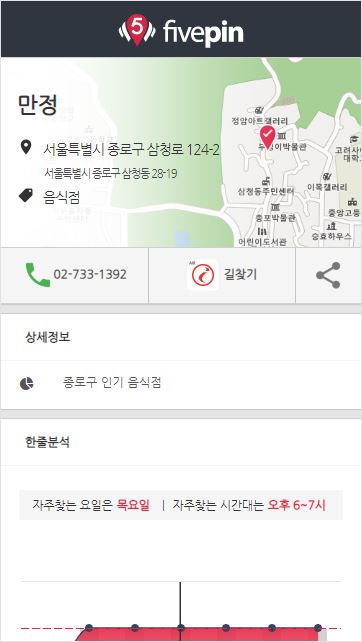 5 fivepin
만정
서울특별시 종로구 삼청로 124-2
서울특별시 종로구 삼청동 28-19
음식점
정암아트갤러리
이박물관
고려사
대학
삼청동주민센터
이목갤러리
종포박물관
중앙고등
어린이도서관
승효하우스
02-733-1392
길찾기
상세정보
종로구 인기 음식점
한줄분석
자주찾는 요일은 목요일 | 자주찾는 시간대는 오후 6~7시